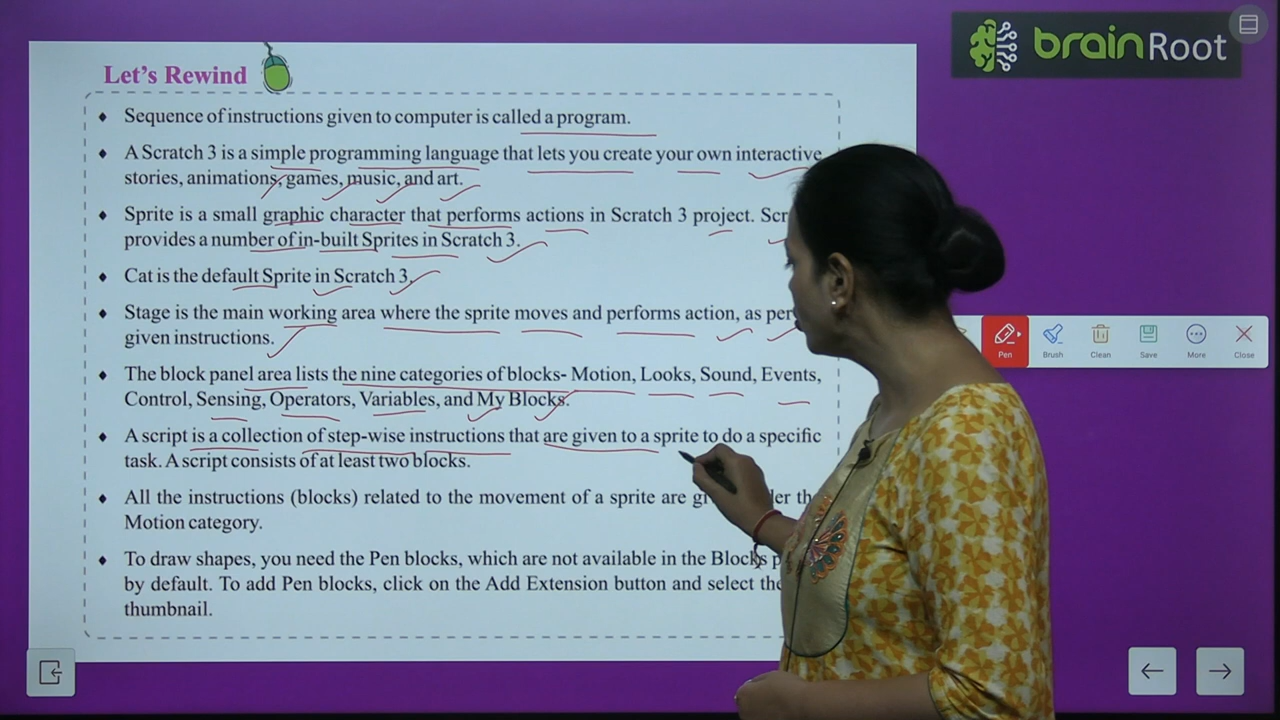 brainRoot
Let's Rewind
Sequence of instructions given to computer is called a program.
A Scratch 3 is a simple programming language that lets you create your own interactive
stories, animations, games, music, and art.
Sprite is a small graphic character that performs actions in Scratch 3 project.
provides a number of in-built Sprites in Scratch 3.
Cat is the default Sprite in Scratch 3.
Stage is the main working area where the sprite moves and performs action, as per
given instructions.
The block panel area lists the nine categories of blocks- Motion, Looks, Sound, Events,
Control, Sensing, Operators, Variables, and My Blocks.
A script is a collection of step-wise instructions that are given to a sprite to do a specific
task. A script consists of at least two blocks.
All the instructions (blocks) related to the movement of a sprite are
Motion category.
To draw shapes, you need the Pen blocks, which are not available in the Blocks
by default. To add Pen blocks, click on the Add Extension button and select the
thumbnail.
Pen Brush Clean Save More Close